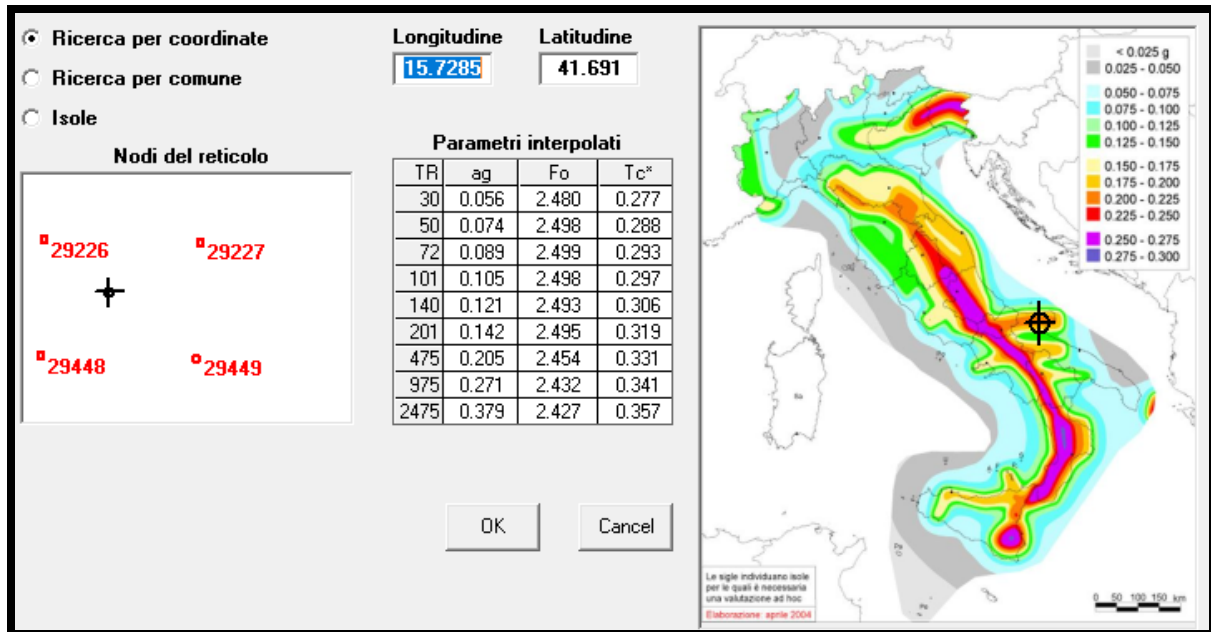 Ricerca per coordinate
Ricerca per comune
Isole
Nodi del reticolo
29226
29227
29448
29449
Longitudine Latitudine
15.7285 41.691
Parametri interpolati
TR ag Fo Tc*
30 0.056 2.480 0.277
50 0.074 2.498 0.288
72 0.089 2.499 0.293
101 0.105 2.498 0.297
140 0.121 2.493 0.306
201 0.142 2.495 0.319
475 0.205 2.454 0.331
975 0.271 2.432 0.341
2475 0.379 2.427 0.357
OK Cancel
< 0.025 g
0.025 - 0.050
0.050 - 0.075
0.075 - 0.100
0.100 - 0.125
0.125 - 0.150
0.150 - 0.175
0.175 - 0.200
0.200 - 0.225
0.225 - 0.250
0.250 - 0.275
0.275 - 0.300
Le sigle individuano isole
per le quali è necessaria
una valutazione ad hoc
Elaborazione: aprile 2004
0 50 100 150 km